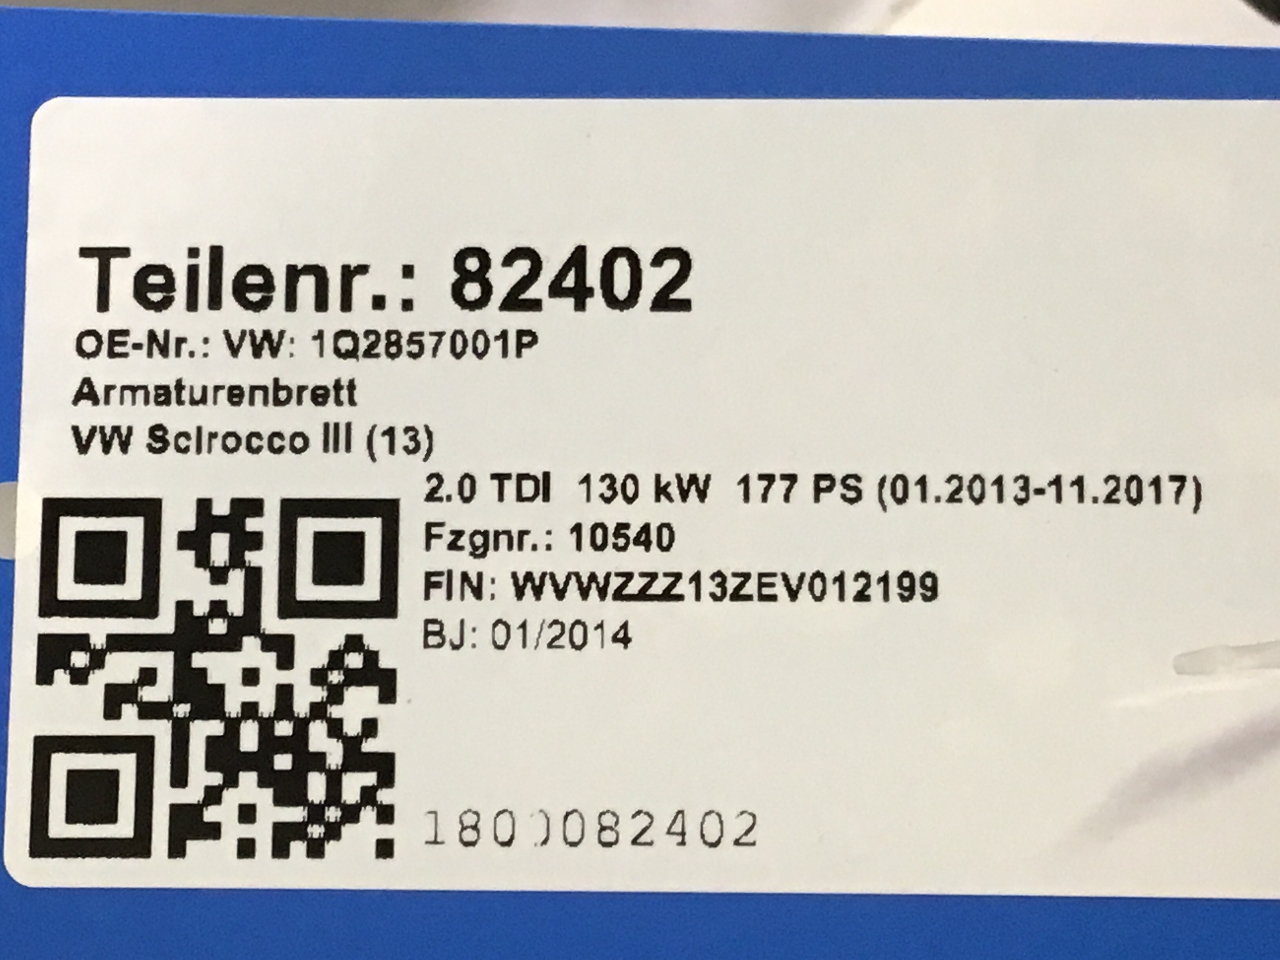 Teilenr.: 82402
OE-Nr.: VW: 1Q2857001P
Armaturenbrett
VW Scirocco III (13)
2.0 TDI 130 kW 177 PS (01.2013-11.2017)
Fzgnr.: 10540
FIN: WVWZZZ13ZEV012199
BJ: 01/2014
1800082402